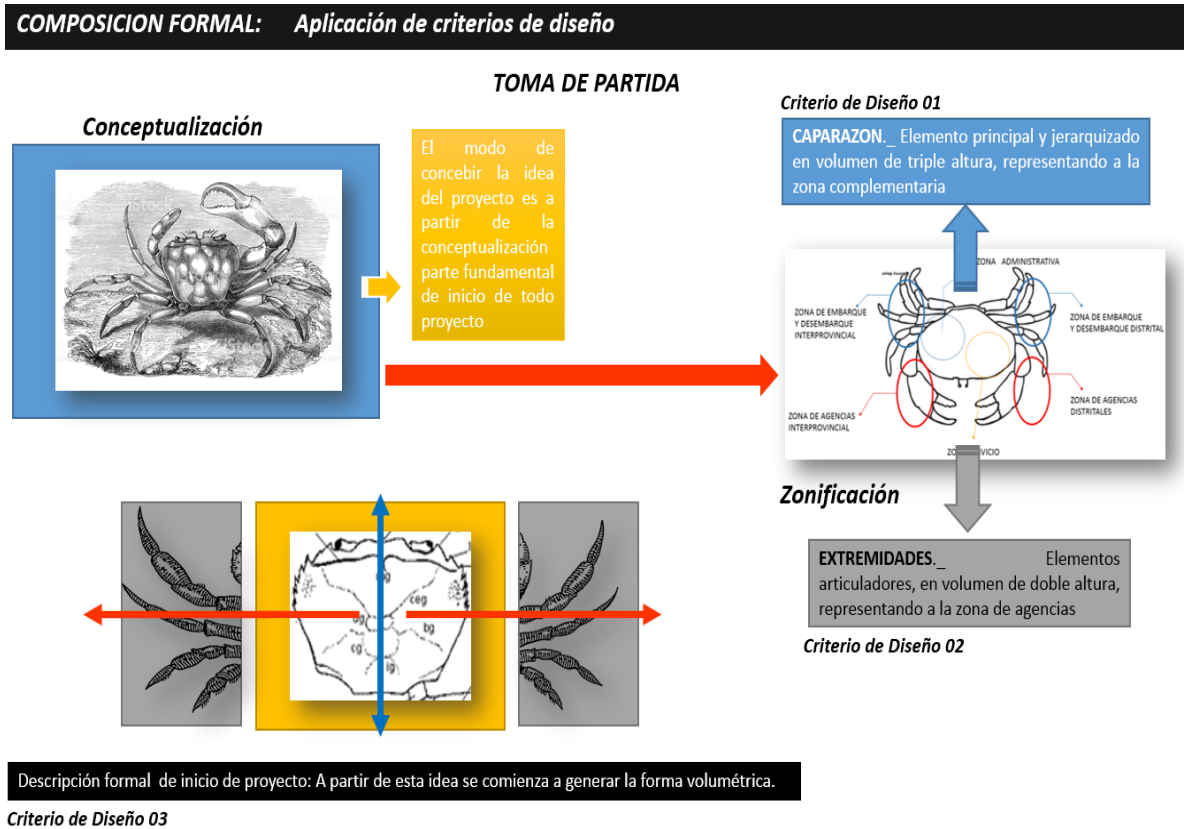 COMPOSICION FORMAL: Aplicación de criterios de diseño
TOMA DE PARTIDA
Conceptualización
iStock
El modo de
concebir la idea
del proyecto es a
partir de la
conceptualización
parte fundamental
de inicio de todo
proyecto
Criterio de Diseño 01
CAPARAZON._ Elemento principal y jerarquizado
en volumen de triple altura, representando a la
zona complementaria
ZONA ADMINISTRATIVA
ZONA DE EMBARQUE
Y DESEMBARQUE
INTERPROVINCIAL
ZONA DE EMBARQUE
Y DESEMBARQUE DISTRITAL
ZONA DE AGENCIAS
INTERPROVINCIAL
ZONA DE AGENCIAS
DISTRITALES
Zonificación
EXTREMIDADES._ Elementos
articuladores, en volumen de doble altura,
representando a la zona de agencias
Criterio de Diseño 02
ceg
bg
cg
ig
Descripción formal de inicio de proyecto: A partir de esta idea se comienza a generar la forma volumétrica.
Criterio de Diseño 03